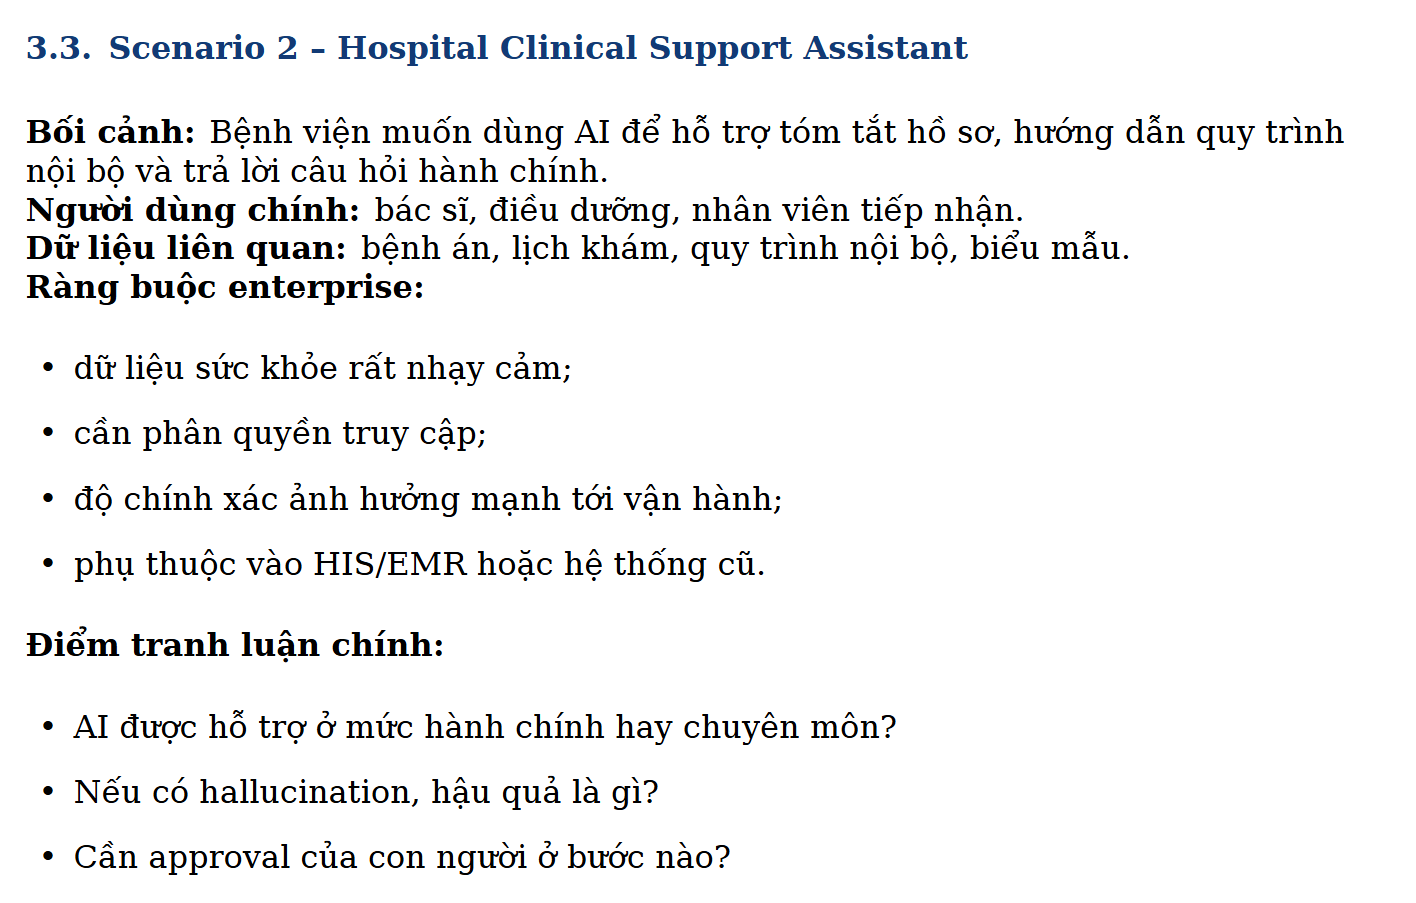 3.3. Scenario 2 – Hospital Clinical Support Assistant
Bối cảnh: Bệnh viện muốn dùng AI để hỗ trợ tóm tắt hồ sơ, hướng dẫn quy trình
nội bộ và trả lời câu hỏi hành chính.
Người dùng chính: bác sĩ, điều dưỡng, nhân viên tiếp nhận.
Dữ liệu liên quan: bệnh án, lịch khám, quy trình nội bộ, biểu mẫu.
Ràng buộc enterprise:
• dữ liệu sức khỏe rất nhạy cảm;
• cần phân quyền truy cập;
• độ chính xác ảnh hưởng mạnh tới vận hành;
• phụ thuộc vào HIS/EMR hoặc hệ thống cũ.
Điểm tranh luận chính:
• AI được hỗ trợ ở mức hành chính hay chuyên môn?
• Nếu có hallucination, hậu quả là gì?
• Cần approval của con người ở bước nào?